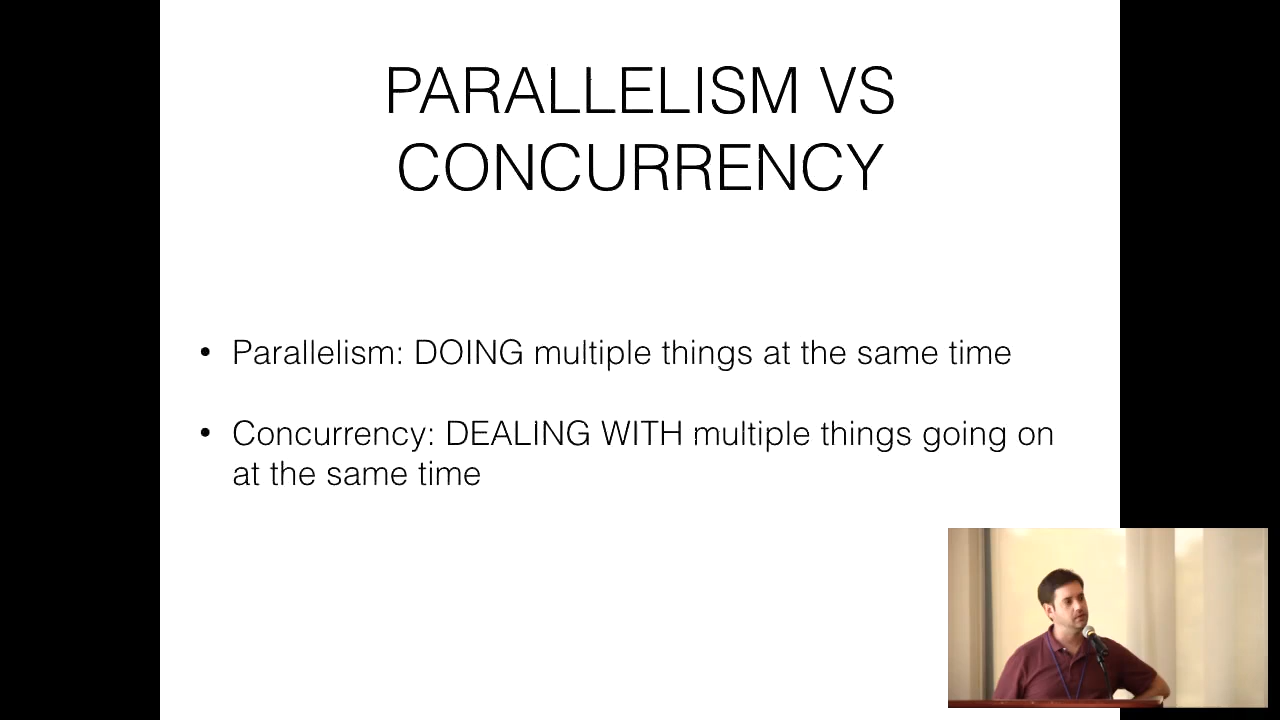 PARALLELISM VS
CONCURRENCY
• Parallelism: DOING multiple things at the same time
• Concurrency: DEALING WITH multiple things going on
at the same time